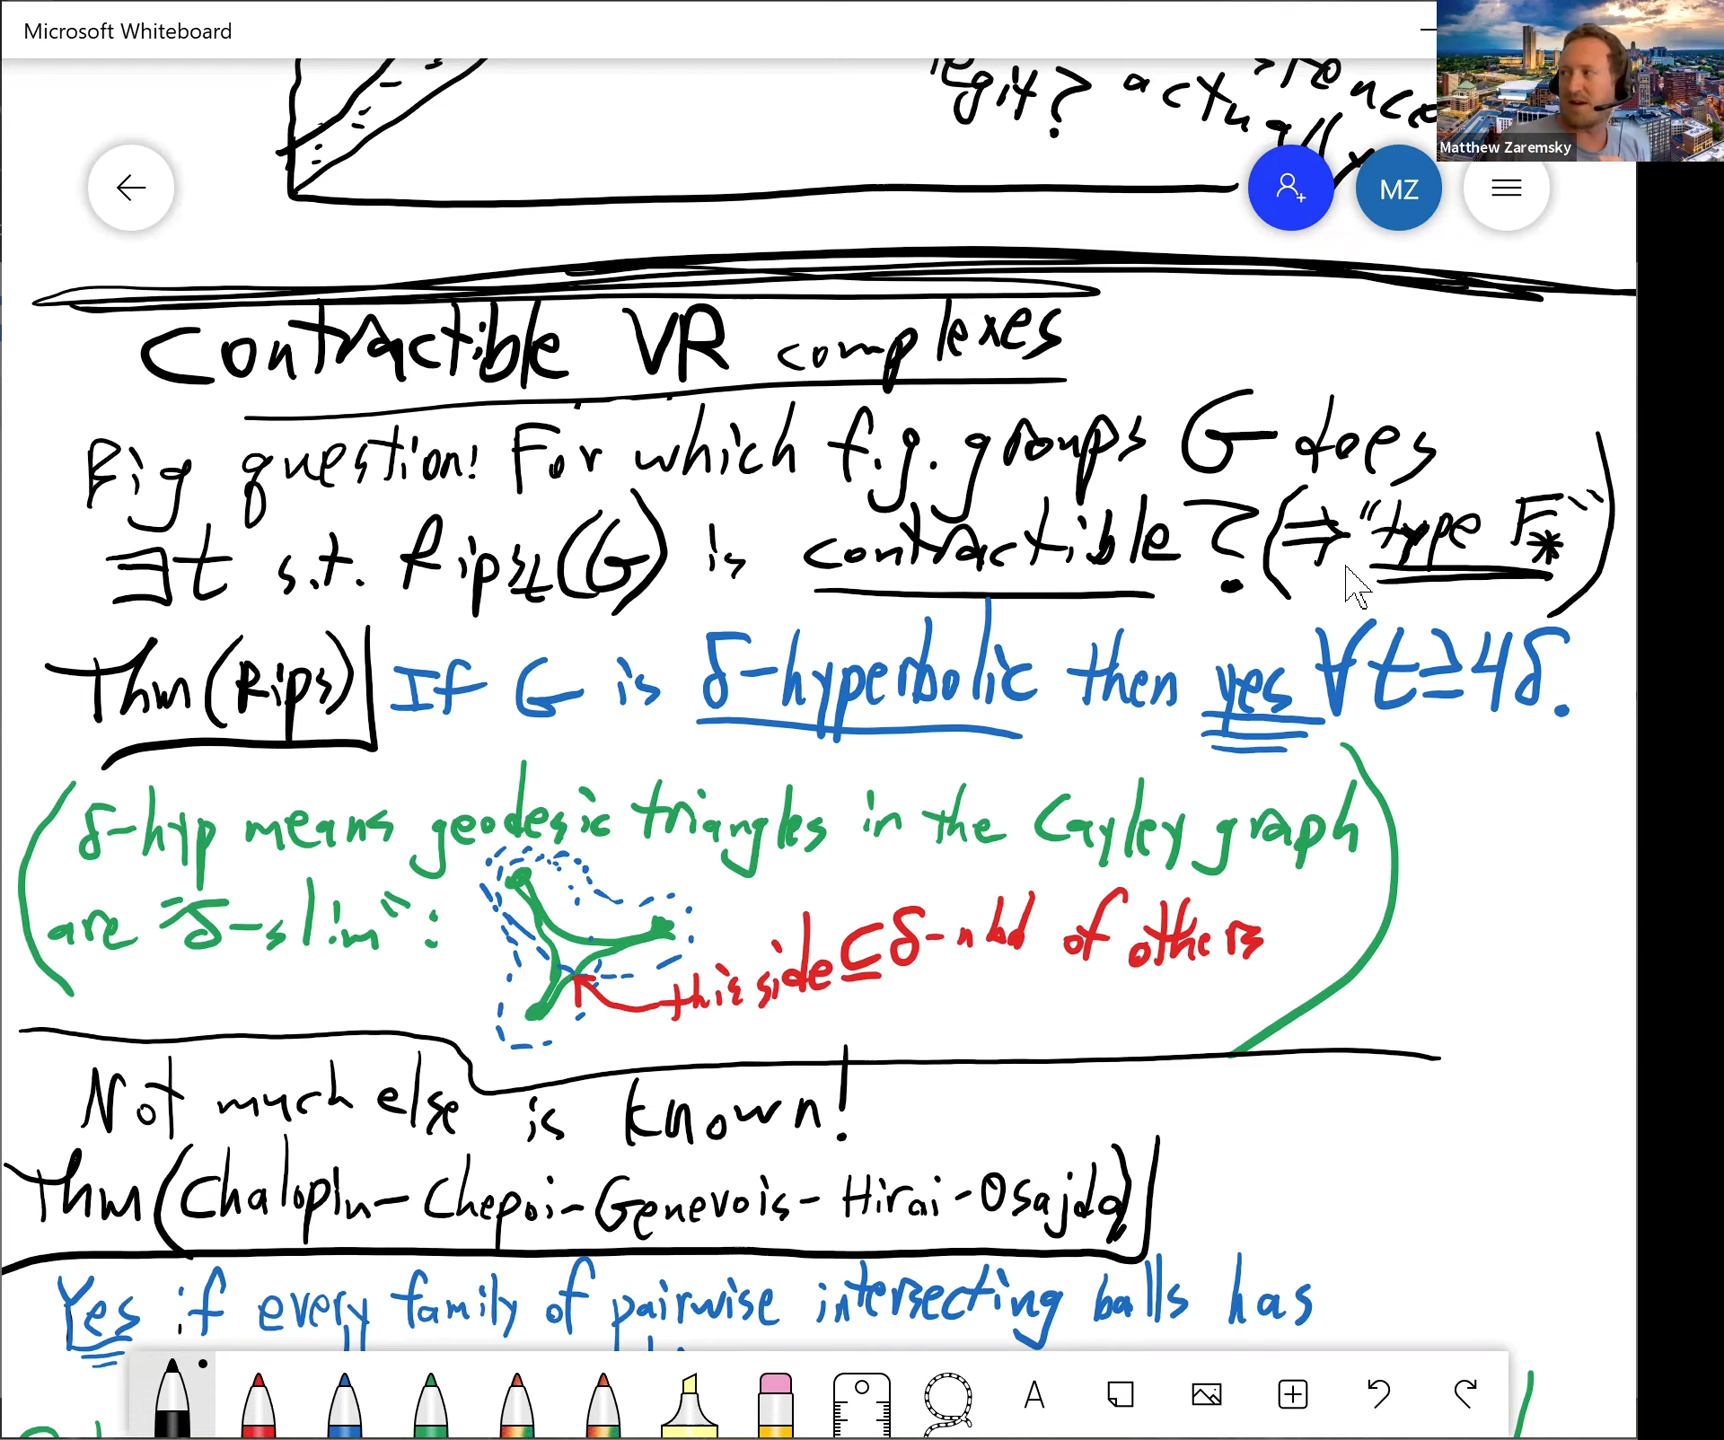 Microsoft Whiteboard
legit? actually
Matthew Zaremsky
MZ
Contractible VR complexes
Big question: For which f.g. groups G does
∃t s.t. Rips≤t(G) is contractible? (⇒ "type F*")
Thm (Rips) If G is δ-hyperbolic then yes ∀t≥4δ.
(δ-hyp means geodesic triangles in the Cayley graph
are "δ-slim":
this side ⊆ δ-nbd of others)
Not much else is known!
Thm (Chalopin-Chepoi-Genevois-Hirai-Osajda)
Yes if every family of pairwise intersecting balls has